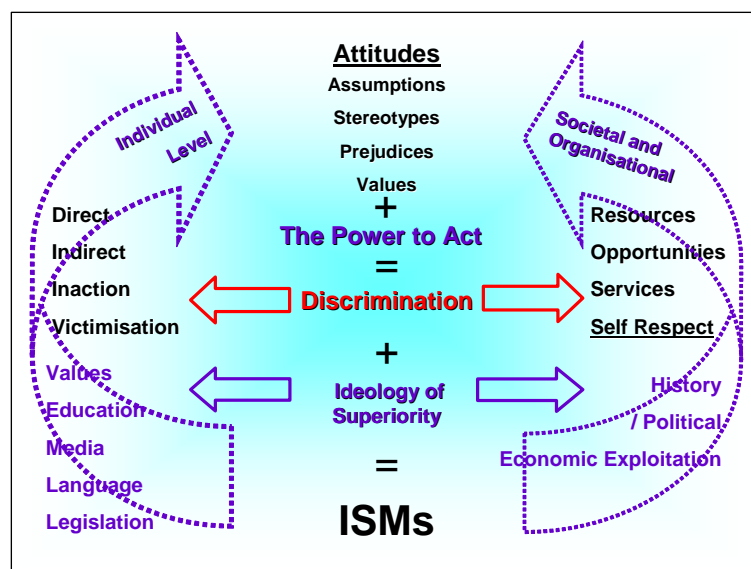 Attitudes
Assumptions
Stereotypes
Prejudices
Values
+
The Power to Act
=
Discrimination
+
Ideology of
Superiority
=
ISMs
Individual
Level
Direct
Indirect
Inaction
Victimisation
Values
Education
Media
Language
Legislation
Societal and
Organisational
Resources
Opportunities
Services
Self Respect
History
/ Political
Economic Exploitation